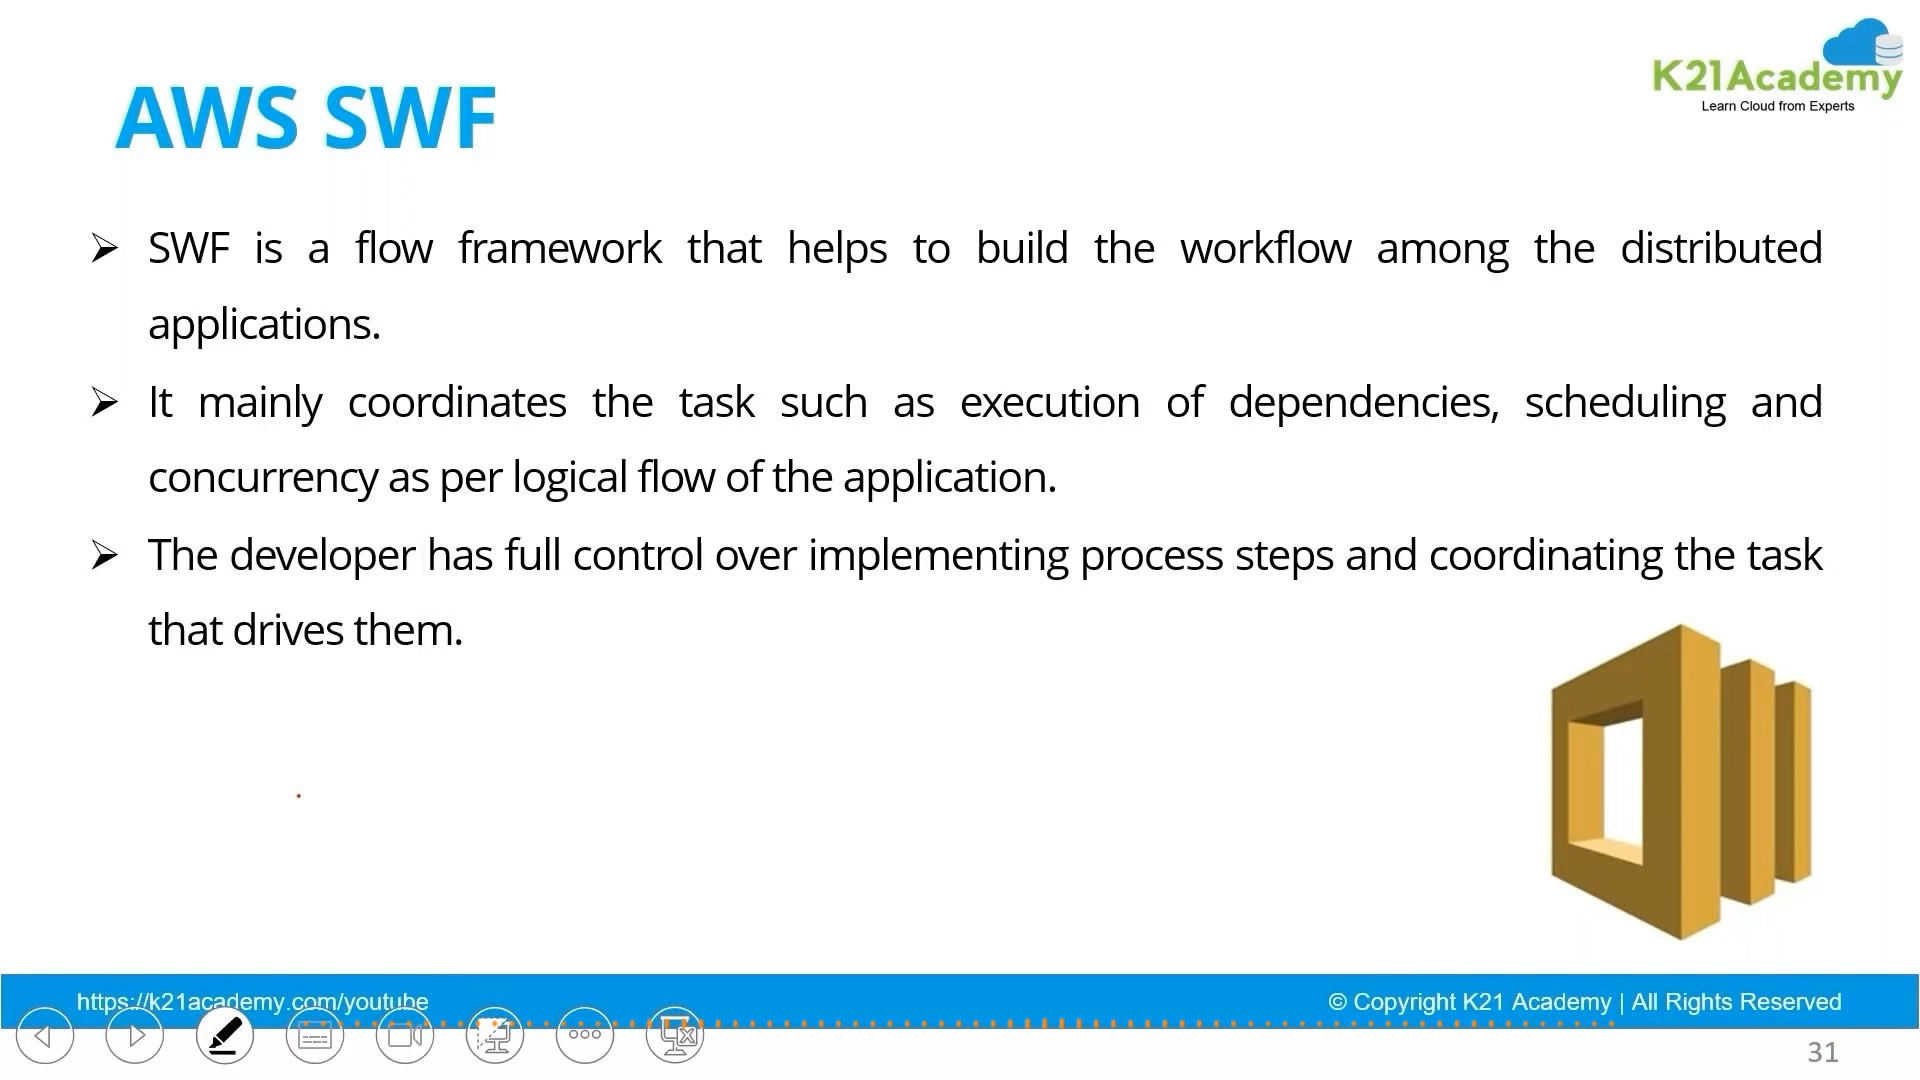 K21Academy
Learn Cloud from Experts
AWS SWF
SWF is a flow framework that helps to build the workflow among the distributed
applications.
It mainly coordinates the task such as execution of dependencies, scheduling and
concurrency as per logical flow of the application.
The developer has full control over implementing process steps and coordinating the task
that drives them.
https://k21academy.com/youtube
© Copyright K21 Academy | All Rights Reserved
31